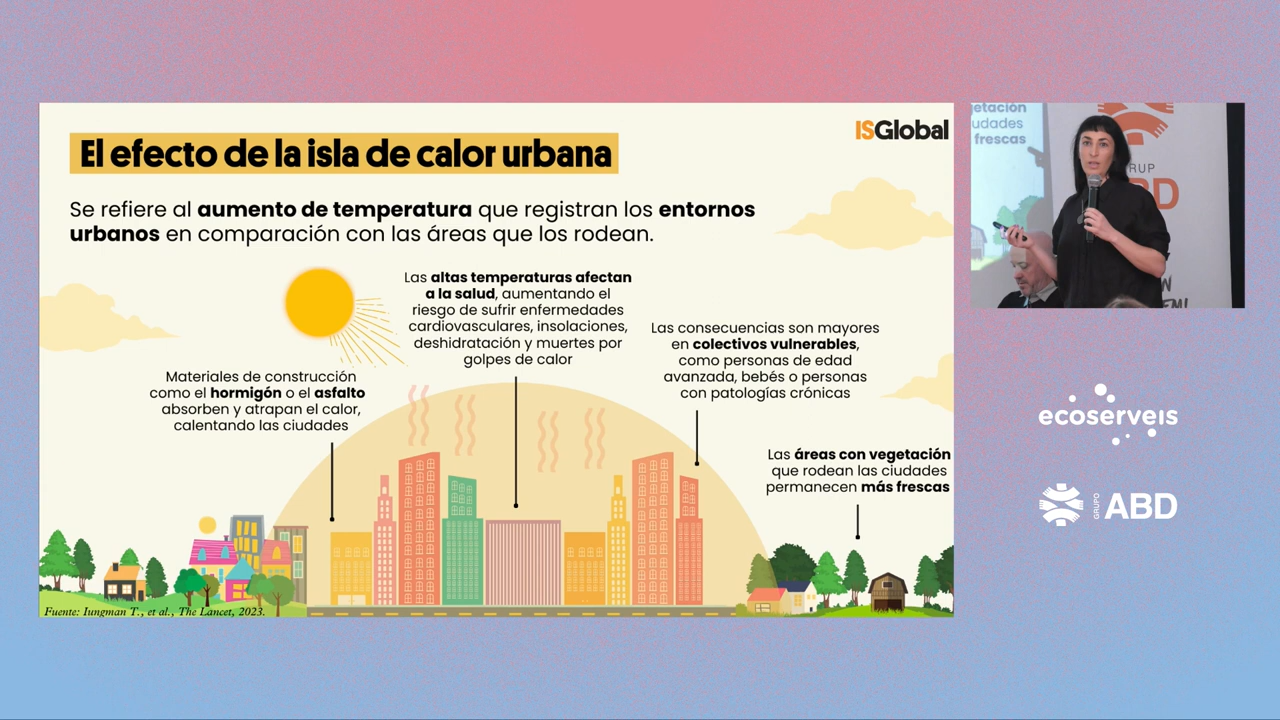 El efecto de la isla de calor urbana
ISGlobal
Se refiere al aumento de temperatura que registran los entornos
urbanos en comparación con las áreas que los rodean.
Las altas temperaturas afectan
a la salud, aumentando el
riesgo de sufrir enfermedades
cardiovasculares, insolaciones,
deshidratación y muertes por
golpes de calor
Las consecuencias son mayores
en colectivos vulnerables,
como personas de edad
avanzada, bebés o personas
con patologías crónicas
Materiales de construcción
como el hormigón o el asfalto
absorben y atrapan el calor,
calentando las ciudades
Las áreas con vegetación
que rodean las ciudades
permanecen más frescas
Fuente: Iungman T., et al., The Lancet, 2023.
etación
udades
frescas
RUP
BD
ecoserveis
GRUPO
ABD